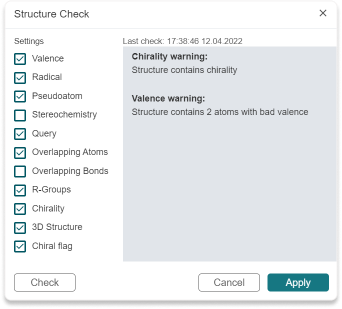 Structure Check
Settings
Last check: 17:38:46 12.04.2022
Valence
Radical
Pseudoatom
Stereochemistry
Query
Overlapping Atoms
Overlapping Bonds
R-Groups
Chirality
3D Structure
Chiral flag
Chirality warning:
Structure contains chirality
Valence warning:
Structure contains 2 atoms with bad valence
Check
Cancel
Apply